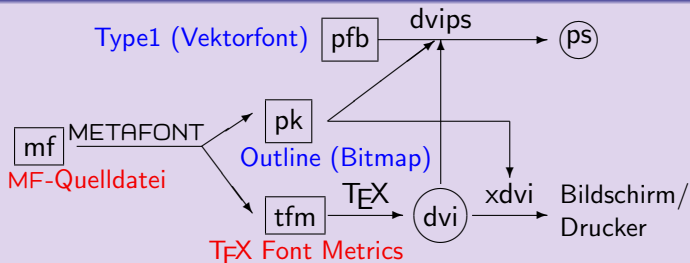 dvips
Type1 (Vektorfont) pfb ps
METAFONT pk
mf Outline (Bitmap)
MF-Quelldatei
tfm TEX dvi xdvi Bildschirm/
Drucker
TEX Font Metrics